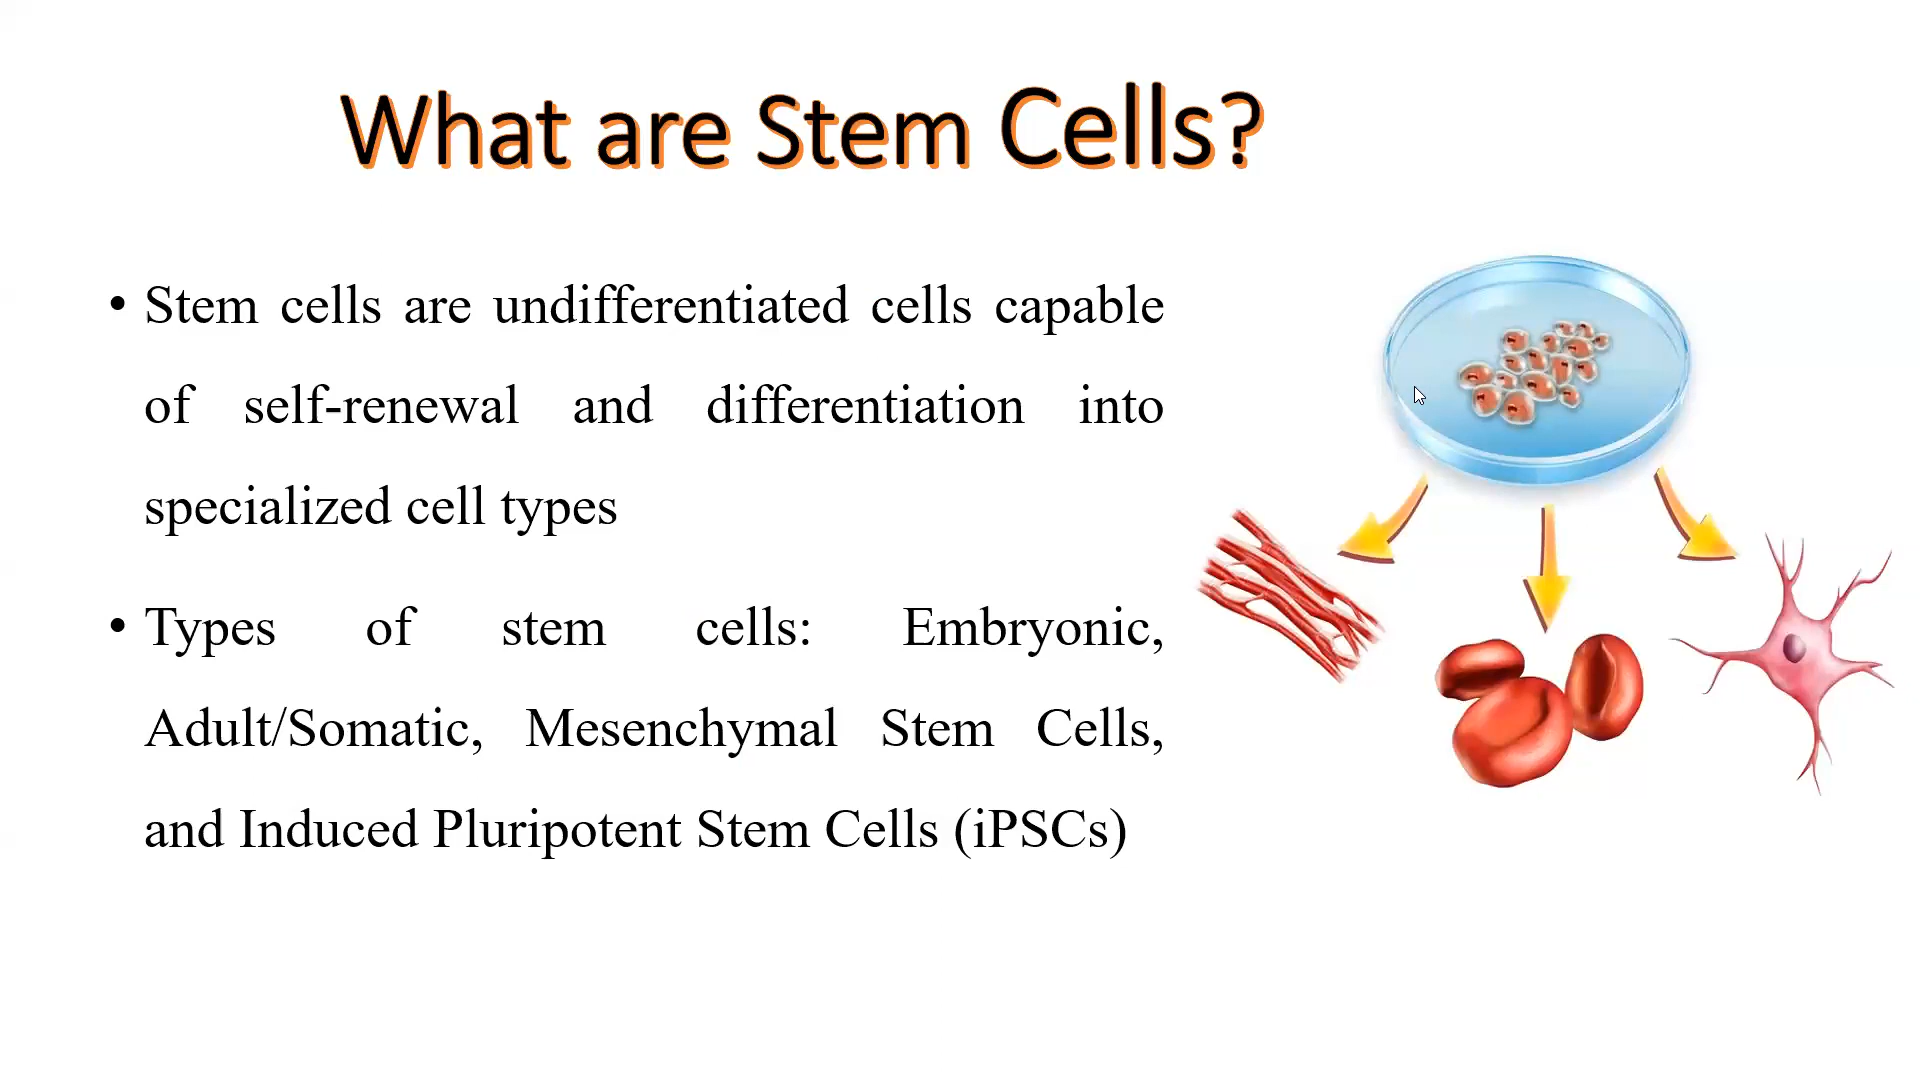 What are Stem Cells?
• Stem cells are undifferentiated cells capable
of self-renewal and differentiation into
specialized cell types
• Types of stem cells: Embryonic,
Adult/Somatic, Mesenchymal Stem Cells,
and Induced Pluripotent Stem Cells (iPSCs)